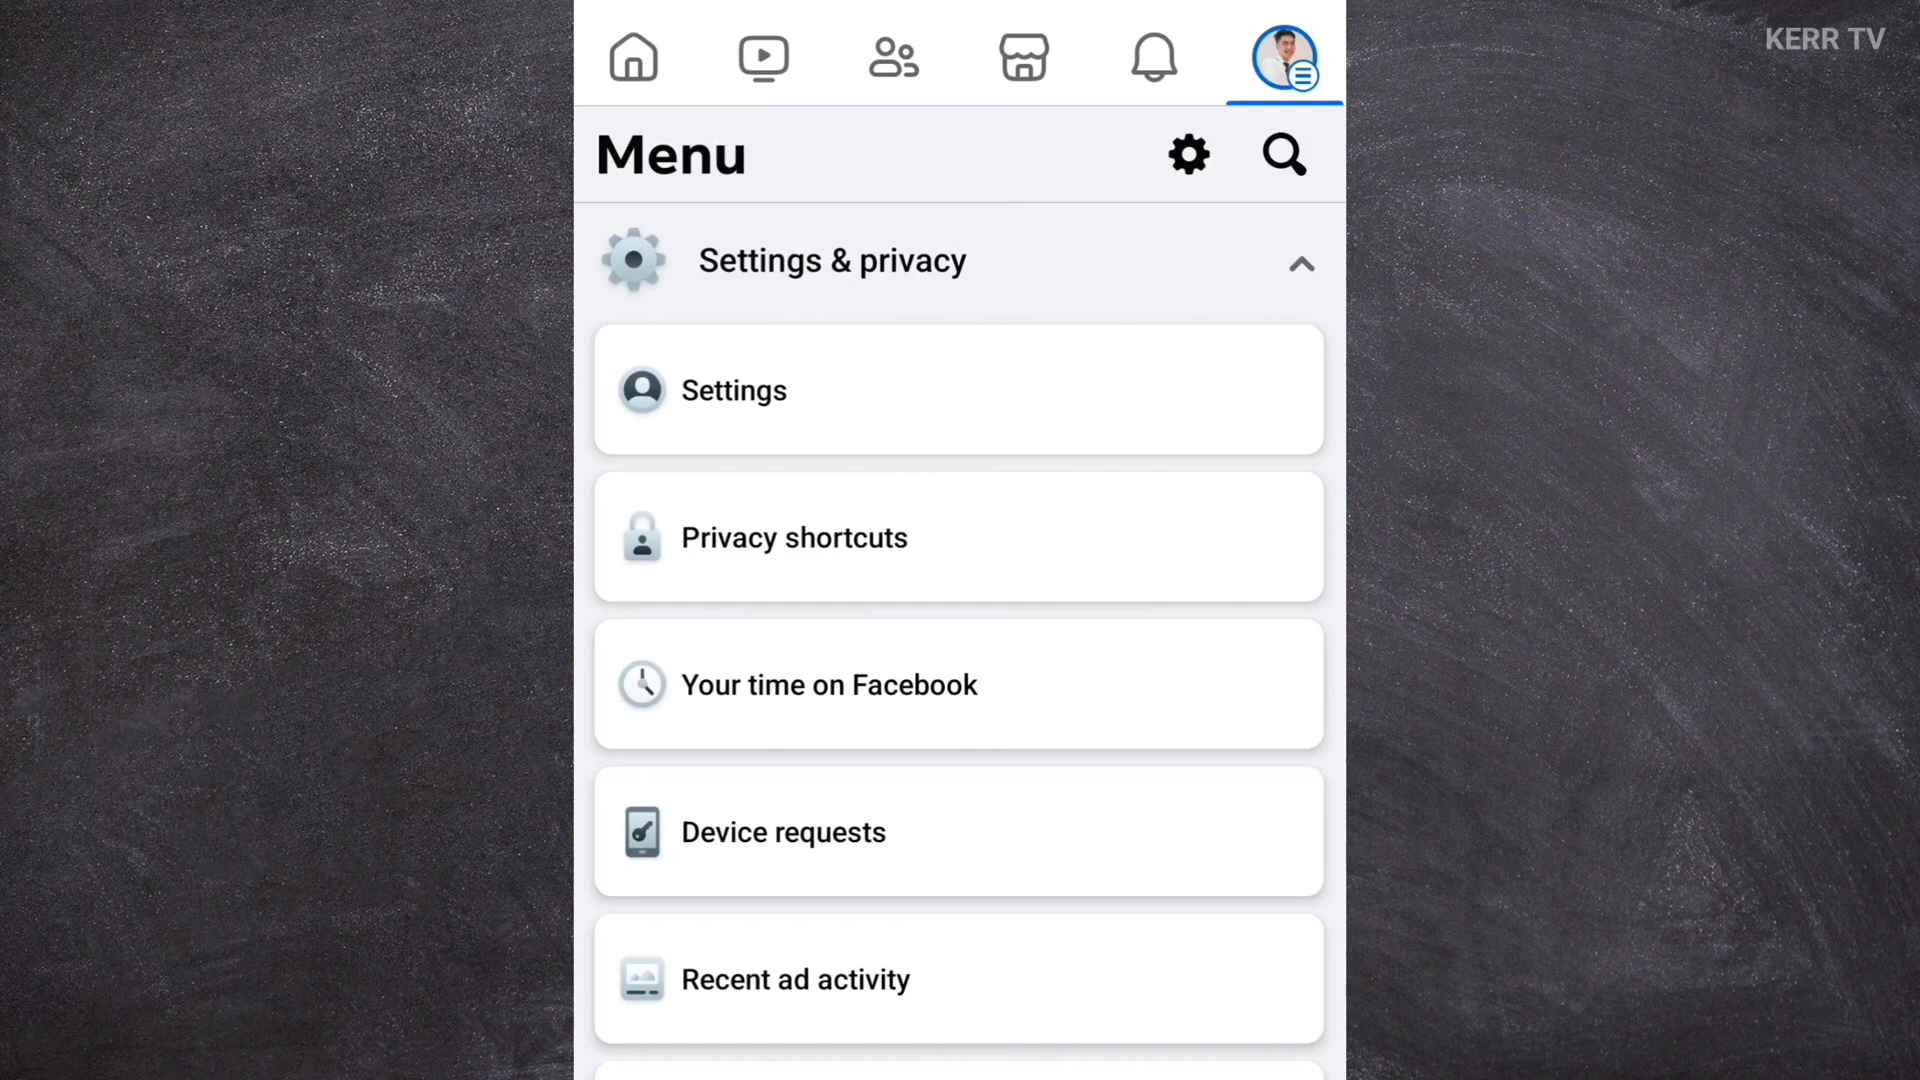 KERR TV
Menu
Settings & privacy
Settings
Privacy shortcuts
Your time on Facebook
Device requests
Recent ad activity